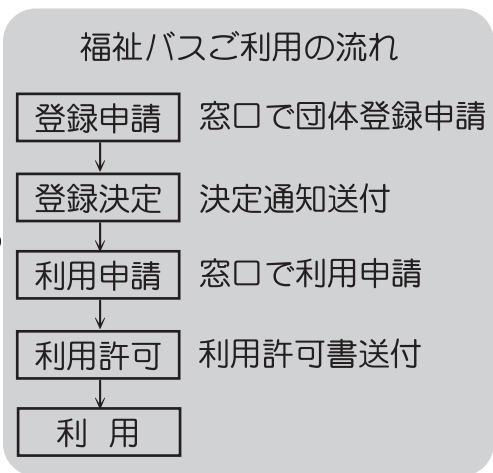 福祉バスご利用の流れ
登録申請 窓口で団体登録申請
登録決定 決定通知送付
利用申請 窓口で利用申請
利用許可 利用許可書送付
利 用